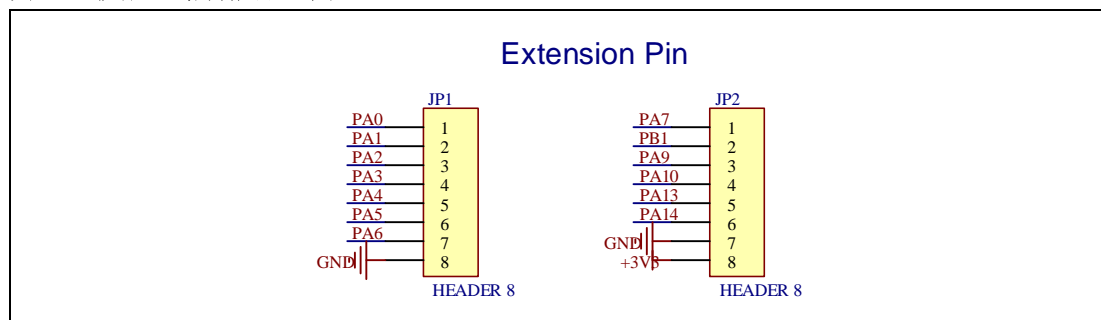 Extension Pin
JP1
PA0 1
PA1 2
PA2 3
PA3 4
PA4 5
PA5 6
PA6 7
GND 8
HEADER 8
JP2
PA7 1
PB1 2
PA9 3
PA10 4
PA13 5
PA14 6
GND 7
+3V3 8
HEADER 8